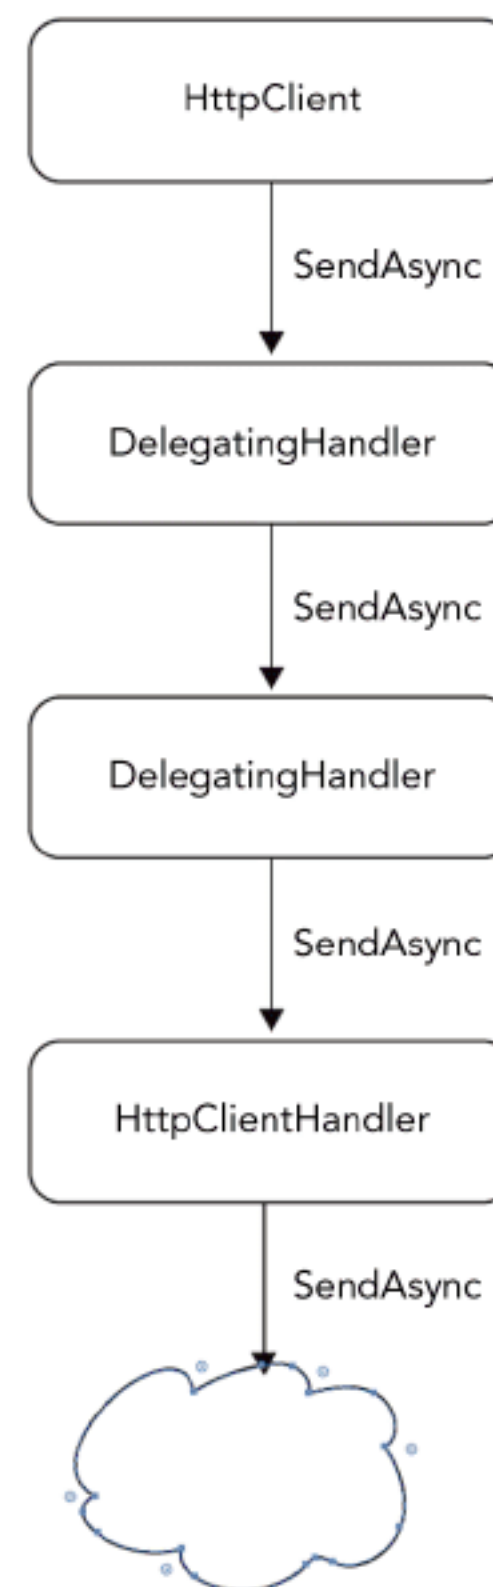 HttpClient
SendAsync
DelegatingHandler
SendAsync
DelegatingHandler
SendAsync
HttpClientHandler
SendAsync